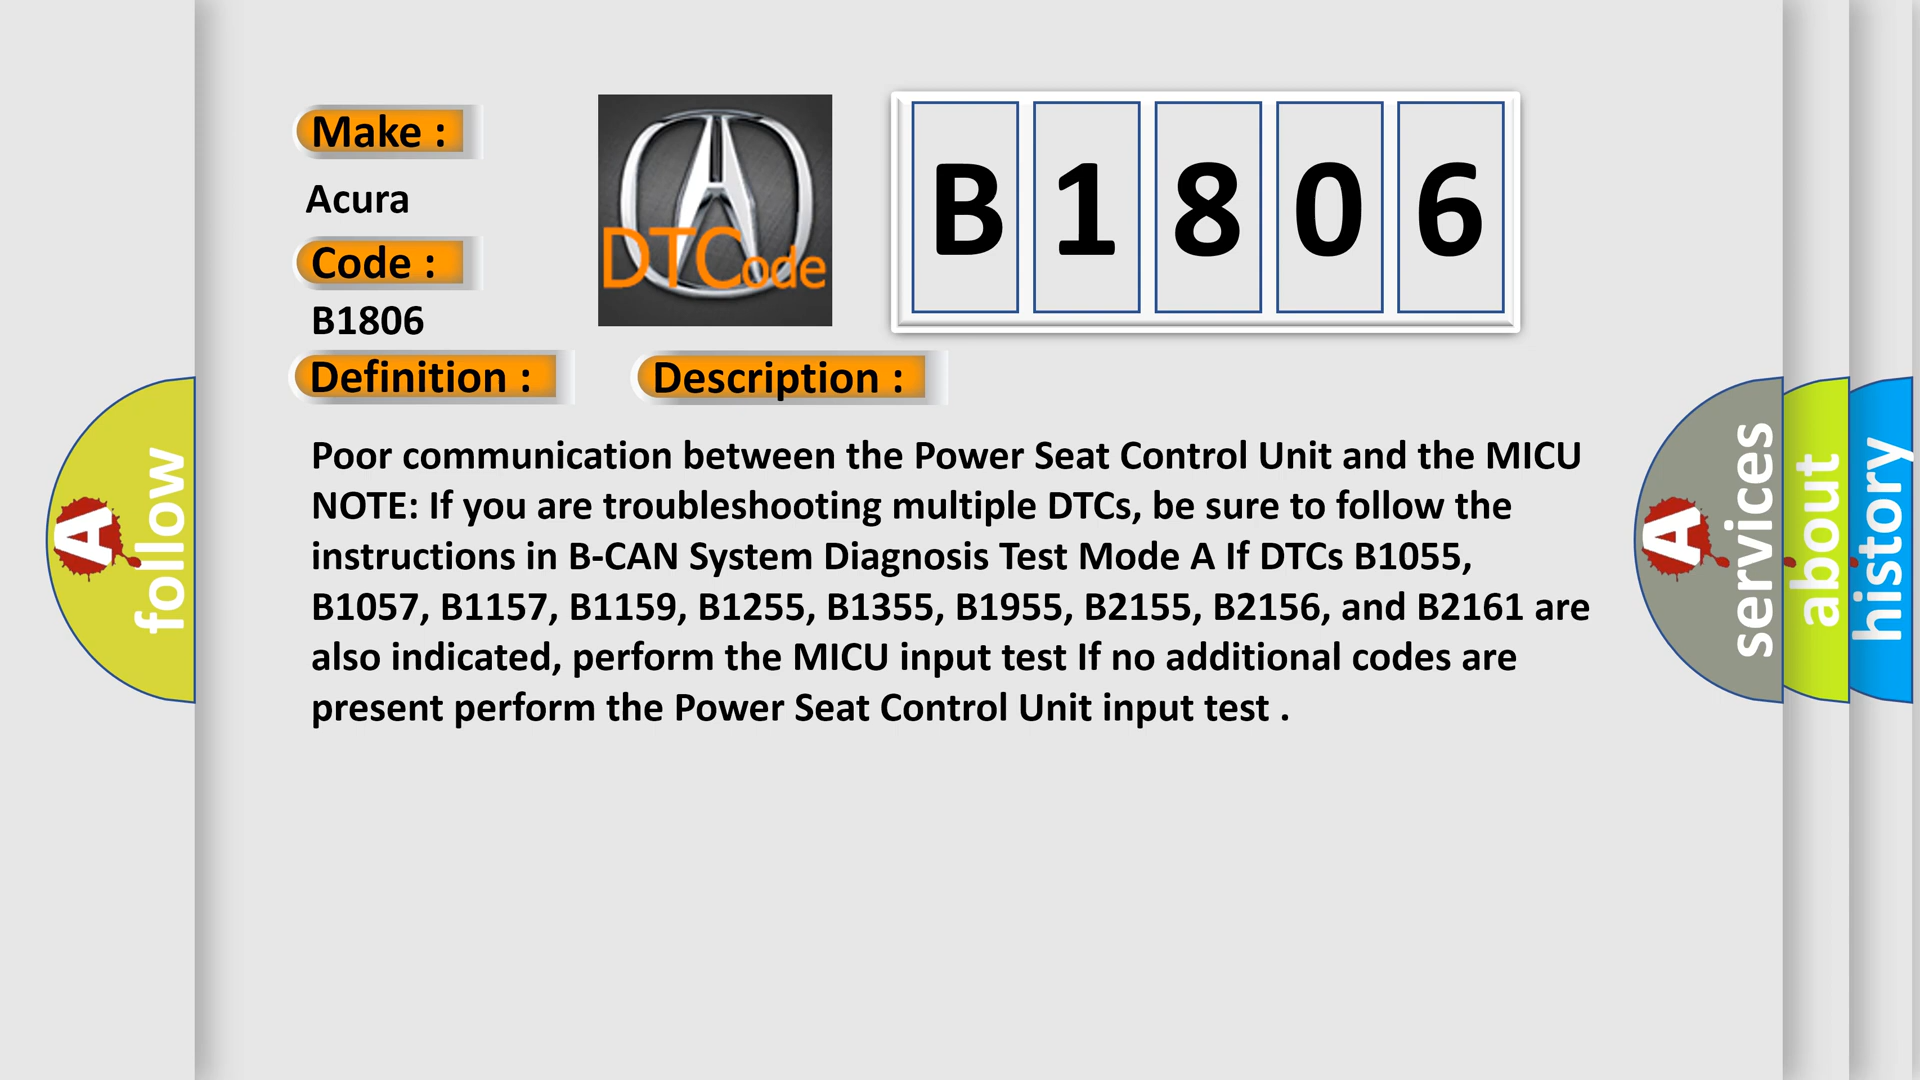 Make :
Acura
Code :
B1806
DTCode
B 1 8 0 6
Definition :
Description :
Poor communication between the Power Seat Control Unit and the MICU
NOTE: If you are troubleshooting multiple DTCs, be sure to follow the
instructions in B-CAN System Diagnosis Test Mode A If DTCs B1055,
B1057, B1157, B1159, B1255, B1355, B1955, B2155, B2156, and B2161 are
also indicated, perform the MICU input test If no additional codes are
present perform the Power Seat Control Unit input test .
A
follow
A
services
about
history